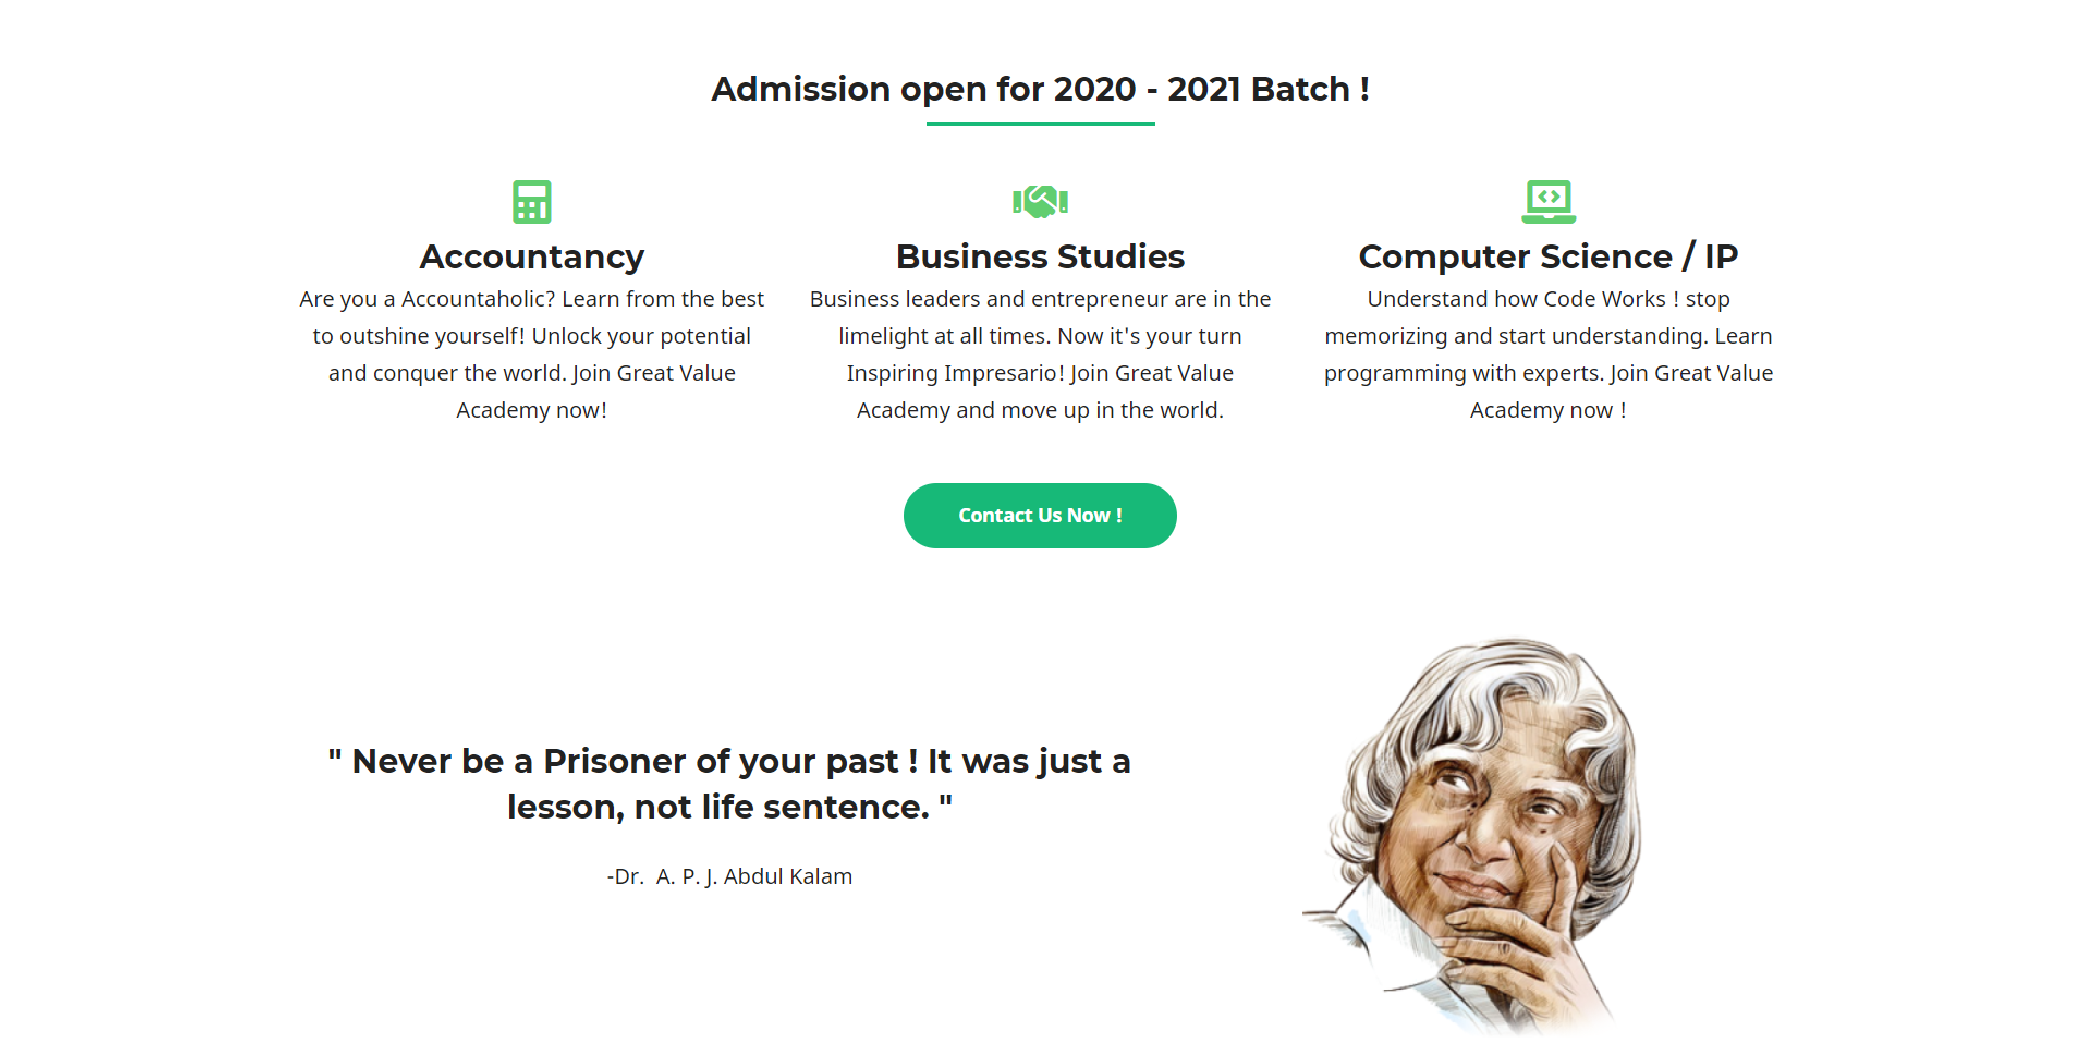 Admission open for 2020 - 2021 Batch !
Accountancy
Are you a Accountaholic? Learn from the best
to outshine yourself! Unlock your potential
and conquer the world. Join Great Value
Academy now!
Business Studies
Business leaders and entrepreneur are in the
limelight at all times. Now it's your turn
Inspiring Impresario! Join Great Value
Academy and move up in the world.
Computer Science / IP
Understand how Code Works ! stop
memorizing and start understanding. Learn
programming with experts. Join Great Value
Academy now !
Contact Us Now !
" Never be a Prisoner of your past ! It was just a
lesson, not life sentence. "
-Dr.  A. P. J. Abdul Kalam